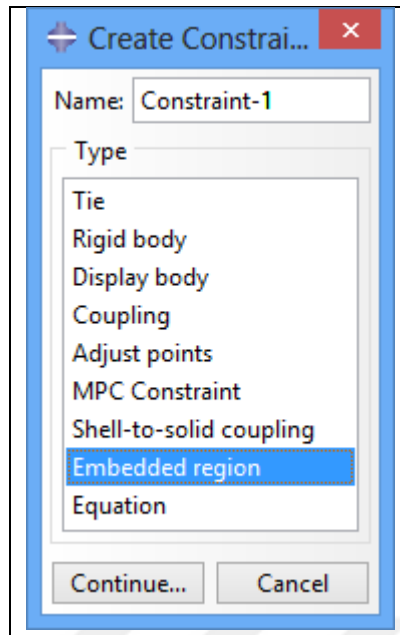 Create Constrai...
Name: Constraint-1
Type
Tie
Rigid body
Display body
Coupling
Adjust points
MPC Constraint
Shell-to-solid coupling
Embedded region
Equation
Continue... Cancel